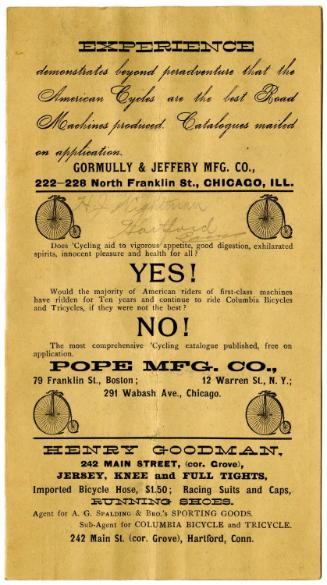 EXPERIENCE
demonstrates beyond peradventure that the
American Cycles are the best Road
Machines produced. Catalogues mailed
on application.
GORMULLY & JEFFERY MFG. CO.,
222–228 North Franklin St., CHICAGO, ILL.
Hartford
Does 'Cycling aid to vigorous appetite, good digestion, exhilarated
spirits, innocent pleasure and health for all?
YES!
Would the majority of American riders of first-class machines
have ridden for Ten years and continue to ride Columbia Bicycles
and Tricycles, if they were not the best?
NO!
The most comprehensive 'Cycling catalogue published, free on
application.
POPE MFG. CO.,
79 Franklin St., Boston; 12 Warren St., N. Y.;
291 Wabash Ave., Chicago.
HENRY GOODMAN,
242 MAIN STREET, (cor. Grove),
JERSEY, KNEE and FULL TIGHTS,
Imported Bicycle Hose, $1.50; Racing Suits and Caps,
RUNNING SHOES.
Agent for A. G. SPALDING & BRO.'S SPORTING GOODS.
Sub-Agent for COLUMBIA BICYCLE and TRICYCLE.
242 Main St. (cor. Grove), Hartford, Conn.